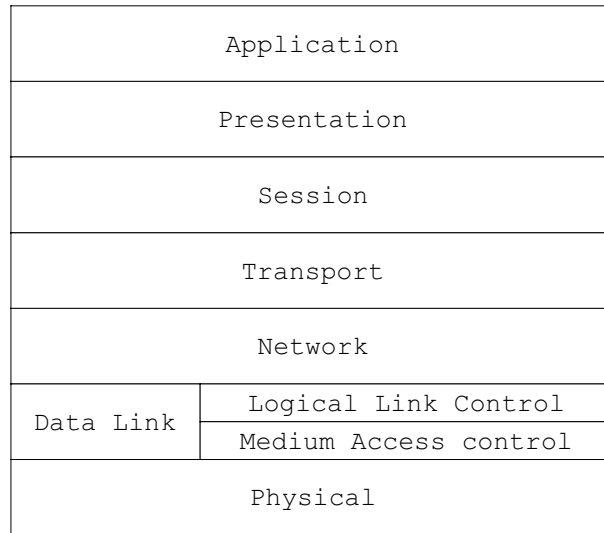 Application
Presentation
Session
Transport
Network
Data Link
Logical Link Control
Medium Access control
Physical